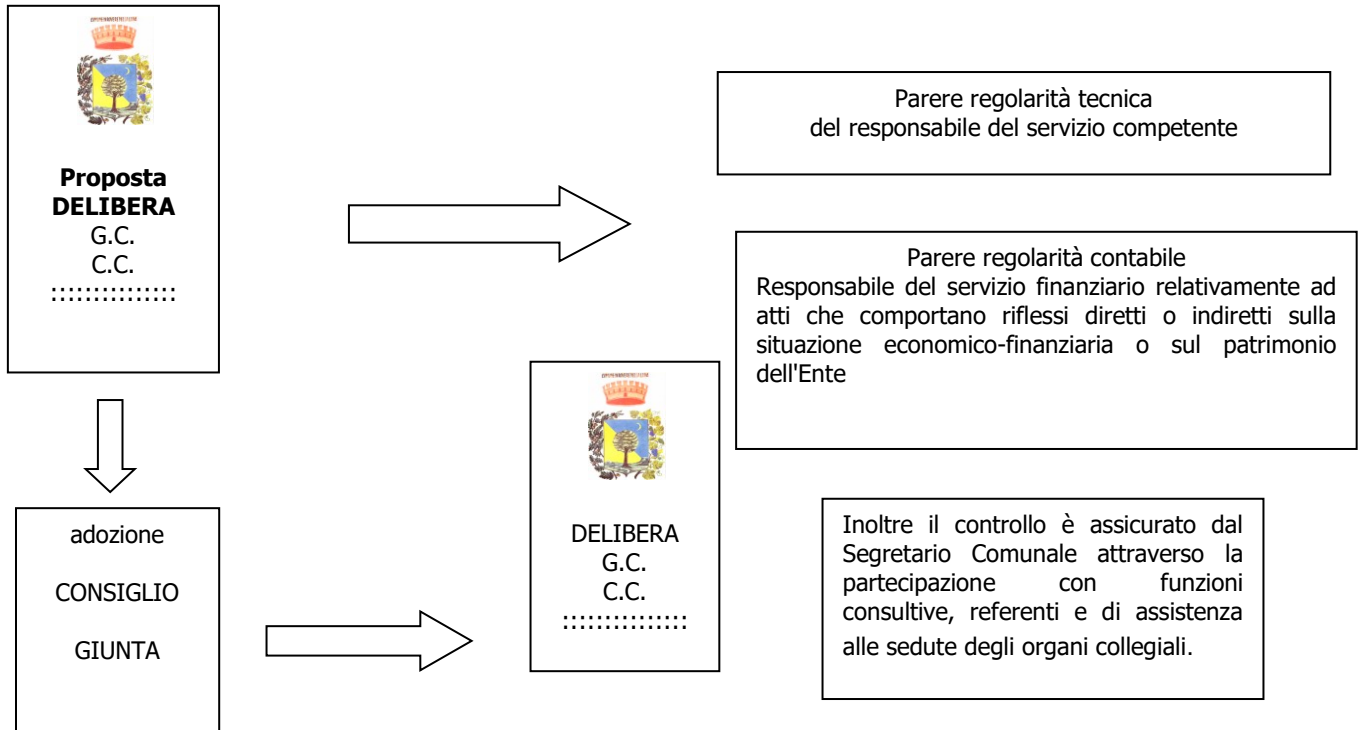 Proposta
DELIBERA
G.C.
C.C.
:::::::::::::::
Parere regolarità tecnica
del responsabile del servizio competente
Parere regolarità contabile
Responsabile del servizio finanziario relativamente ad
atti che comportano riflessi diretti o indiretti sulla
situazione economico-finanziaria o sul patrimonio
dell'Ente
adozione
CONSIGLIO
GIUNTA
DELIBERA
G.C.
C.C.
:::::::::::::::
Inoltre il controllo è assicurato dal
Segretario Comunale attraverso la
partecipazione con funzioni
consultive, referenti e di assistenza
alle sedute degli organi collegiali.